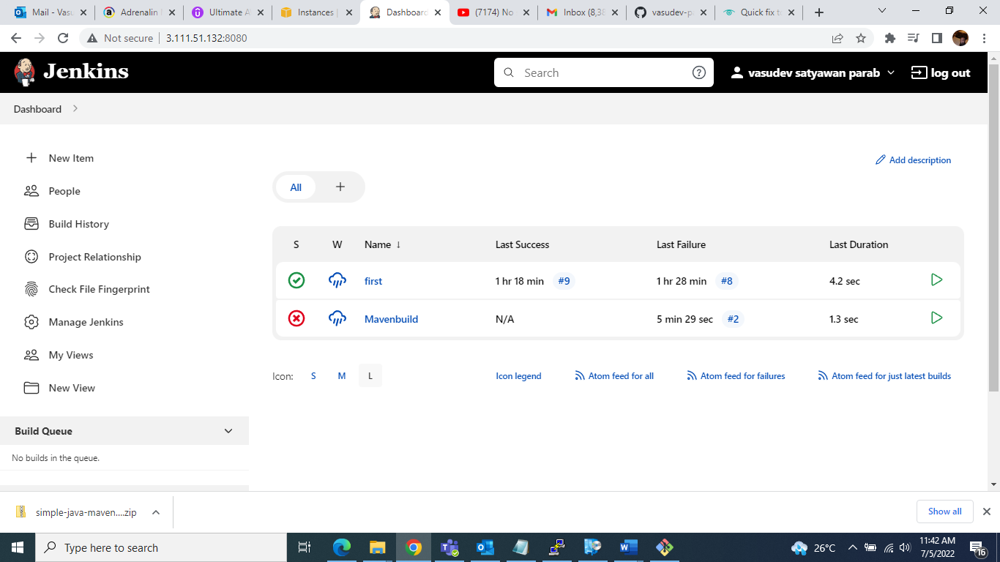 Mail - Vasu
Adrenalin
Ultimate A
Instances |
Dashboard
(7174) No
Inbox (8,38
vasudev-p
Quick fix t
Not secure
3.111.51.132:8080
Jenkins
Search
vasudev satyawan parab
log out
Dashboard
New Item
People
Build History
Project Relationship
Check File Fingerprint
Manage Jenkins
My Views
New View
Build Queue
No builds in the queue.
Add description
All +
S W Name ↓ Last Success Last Failure Last Duration
first 1 hr 18 min #9 1 hr 28 min #8 4.2 sec
Mavenbuild N/A 5 min 29 sec #2 1.3 sec
Icon: S M L
Icon legend
Atom feed for all
Atom feed for failures
Atom feed for just latest builds
simple-java-maven....zip
Show all
Type here to search
26°C
11:42 AM
7/5/2022
16